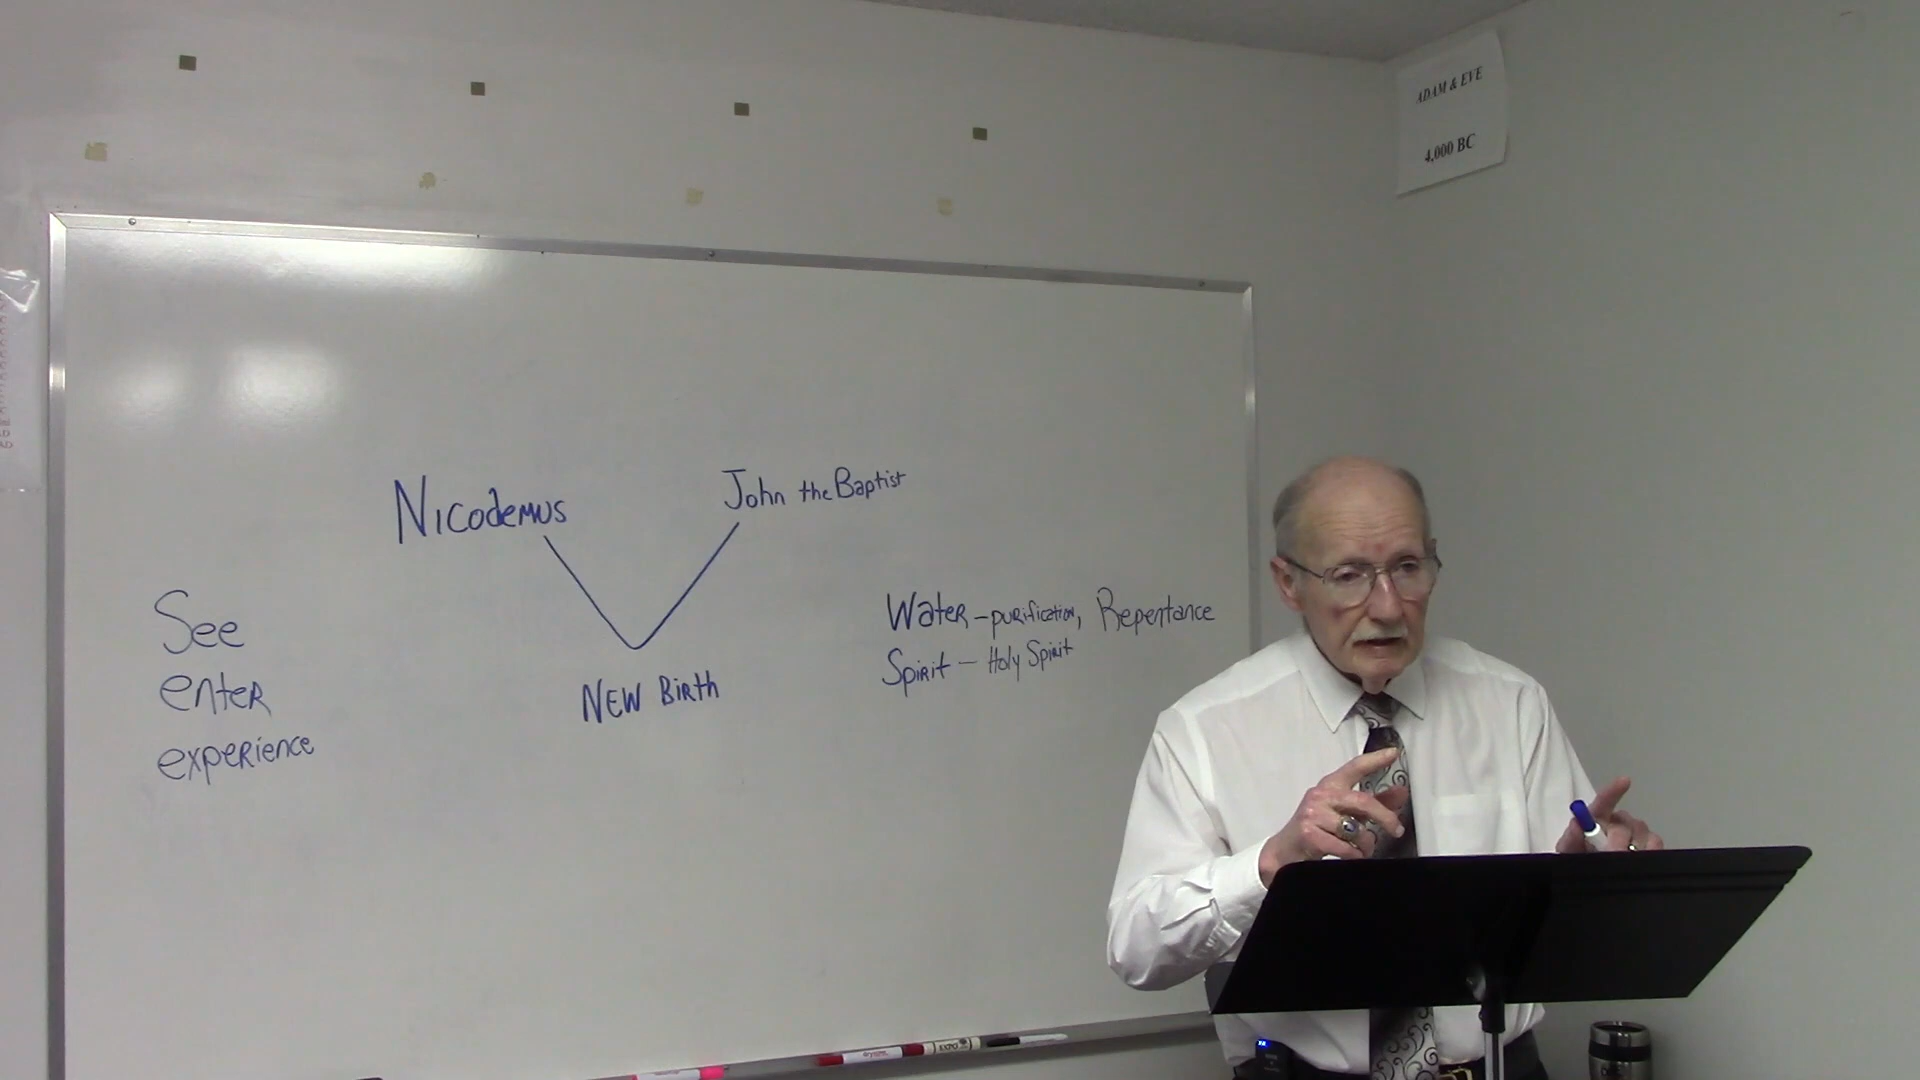 ADAM & EVE
4,000 BC
Nicodemus
John the Baptist
See
enter
experience
NEW BIRTH
Water – purification, Repentance
Spirit – Holy Spirit
EXPO